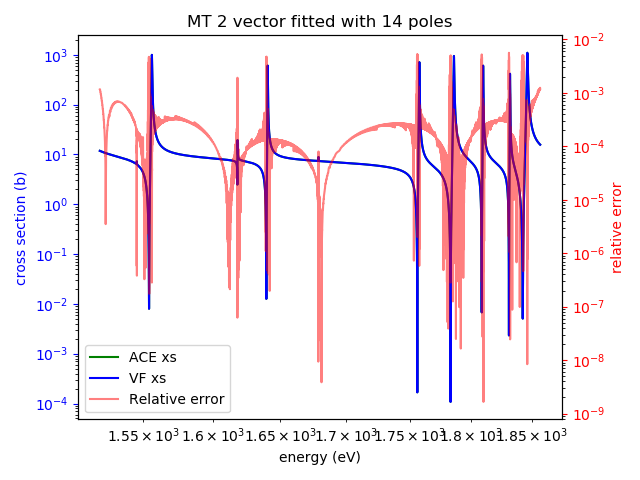 MT 2 vector fitted with 14 poles
cross section (b)
10³
10²
10¹
10⁰
10⁻¹
10⁻²
10⁻³
10⁻⁴
10⁻²
10⁻³
10⁻⁴
10⁻⁵
10⁻⁶
10⁻⁷
10⁻⁸
10⁻⁹
relative error
ACE xs
VF xs
Relative error
1.55 × 10³ 1.6 × 10³ 1.65 × 10³ 1.7 × 10³ 1.75 × 10³ 1.8 × 10³ 1.85 × 10³
energy (eV)